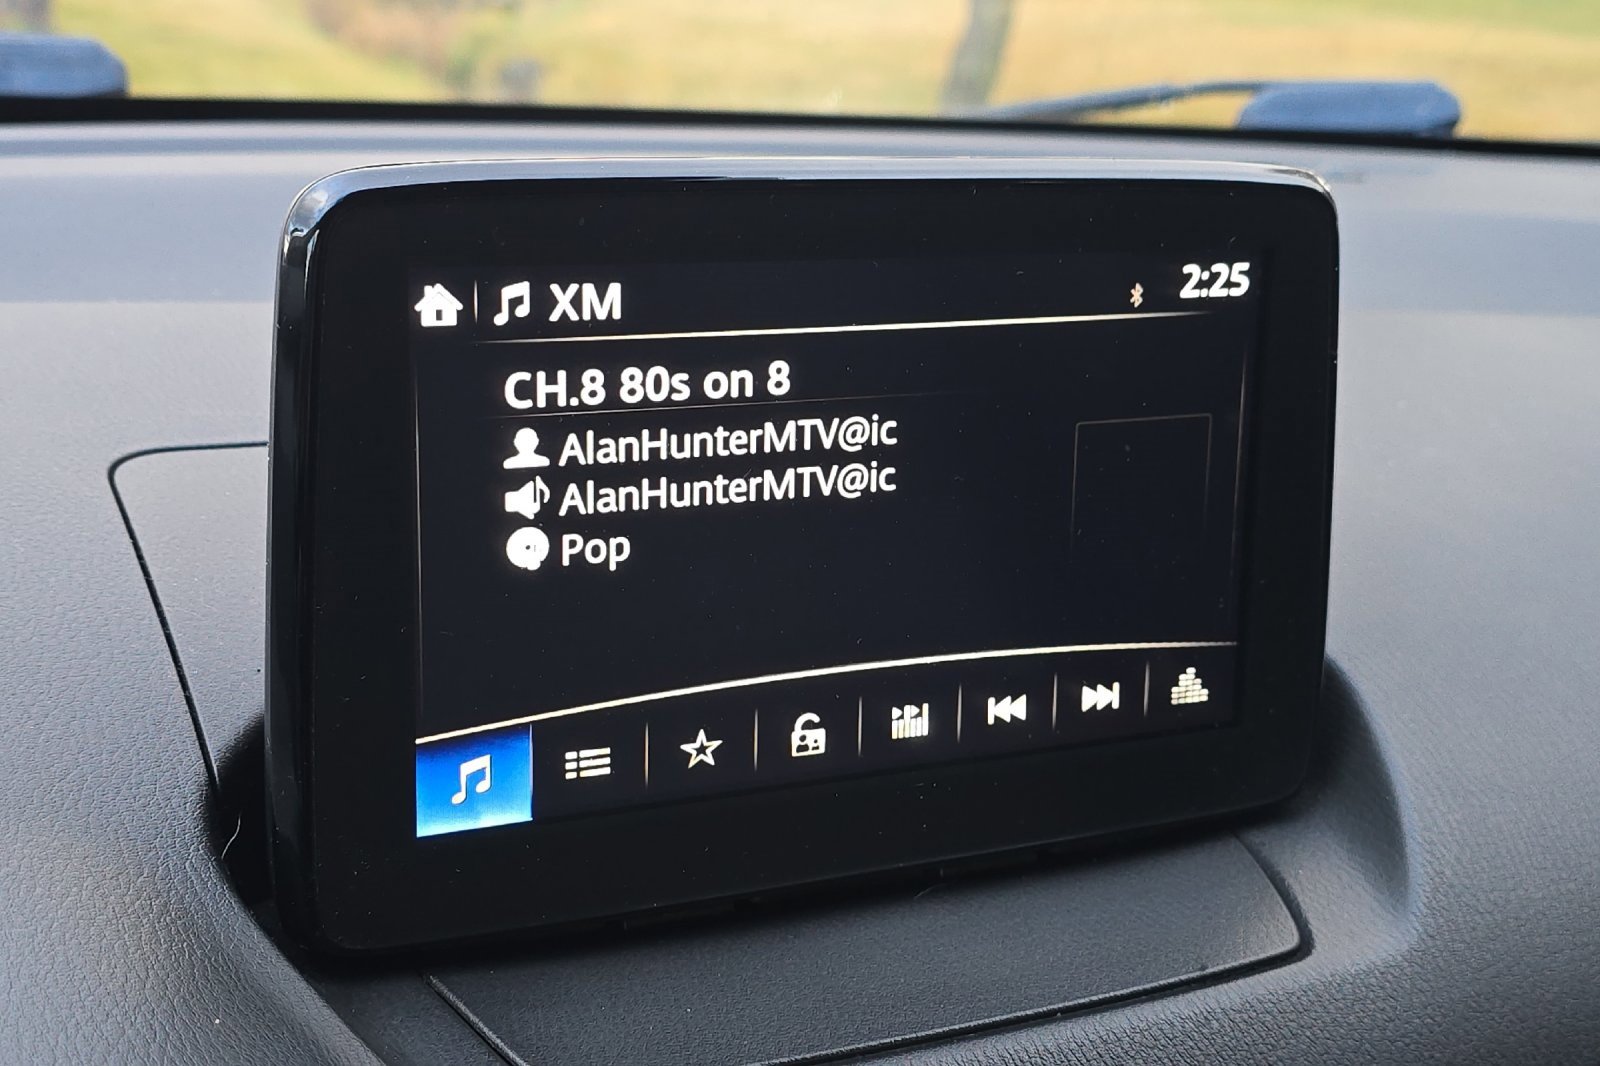 XM
2:25
CH.8 80s on 8
AlanHunterMTV@ic
AlanHunterMTV@ic
Pop